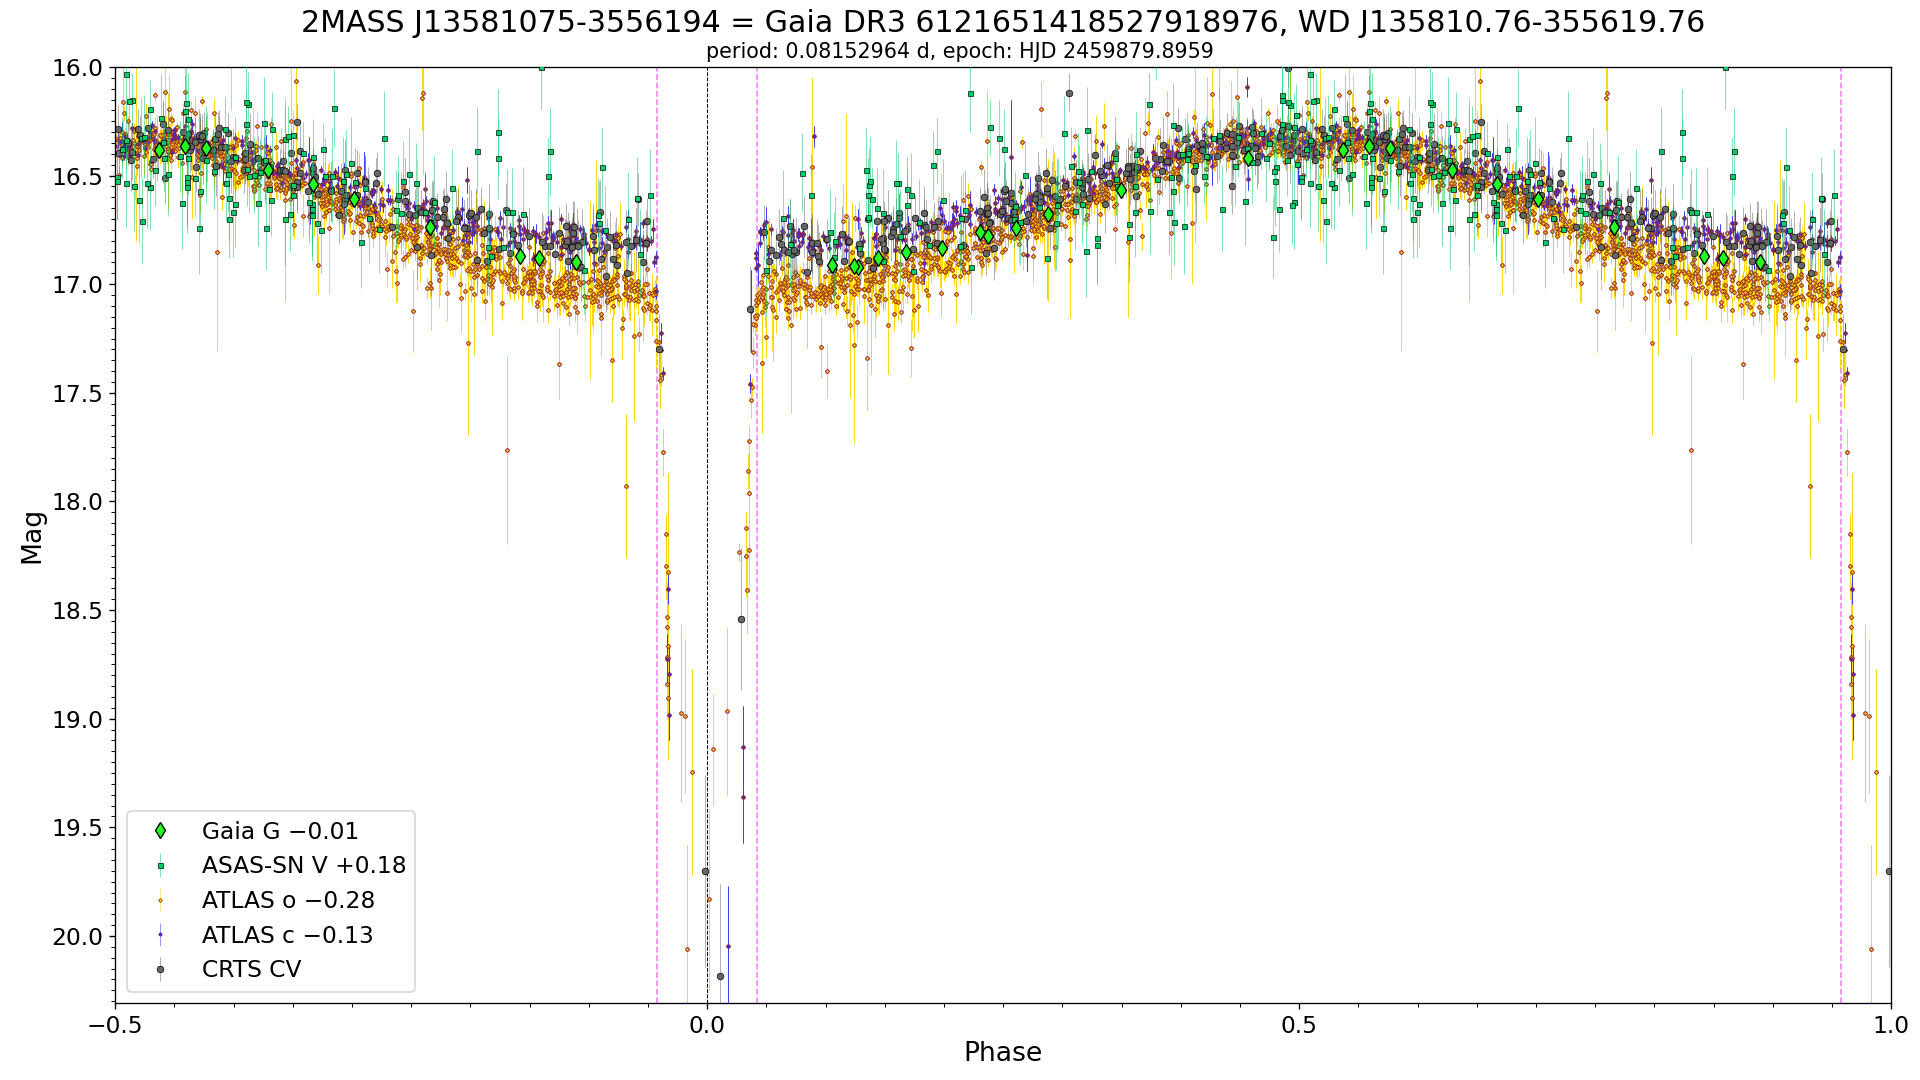 2MASS J13581075-3556194 = Gaia DR3 6121651418527918976, WD J135810.76-355619.76
period: 0.08152964 d, epoch: HJD 2459879.8959
16.0
16.5
17.0
17.5
18.0
18.5
19.0
19.5
20.0
Mag
Gaia G −0.01
ASAS-SN V +0.18
ATLAS o −0.28
ATLAS c −0.13
CRTS CV
−0.5
0.0
0.5
1.0
Phase